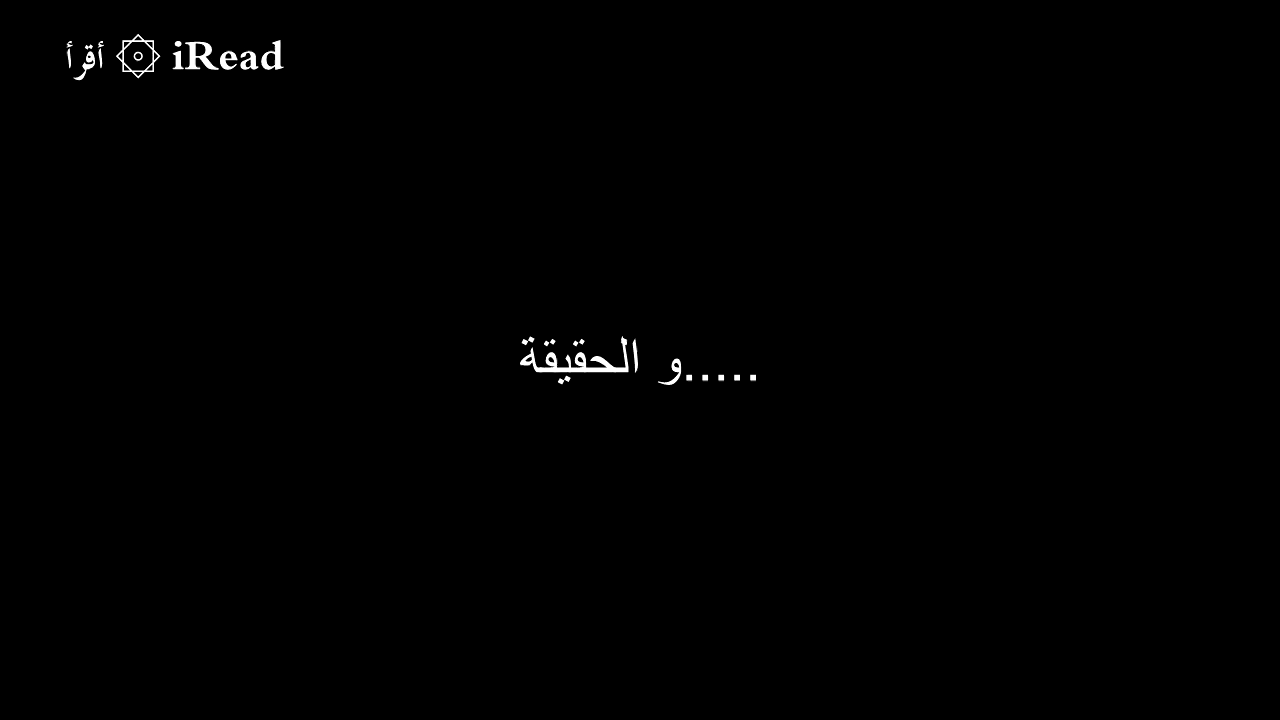 أقرأ ۞ iRead
.....و الحقيقة